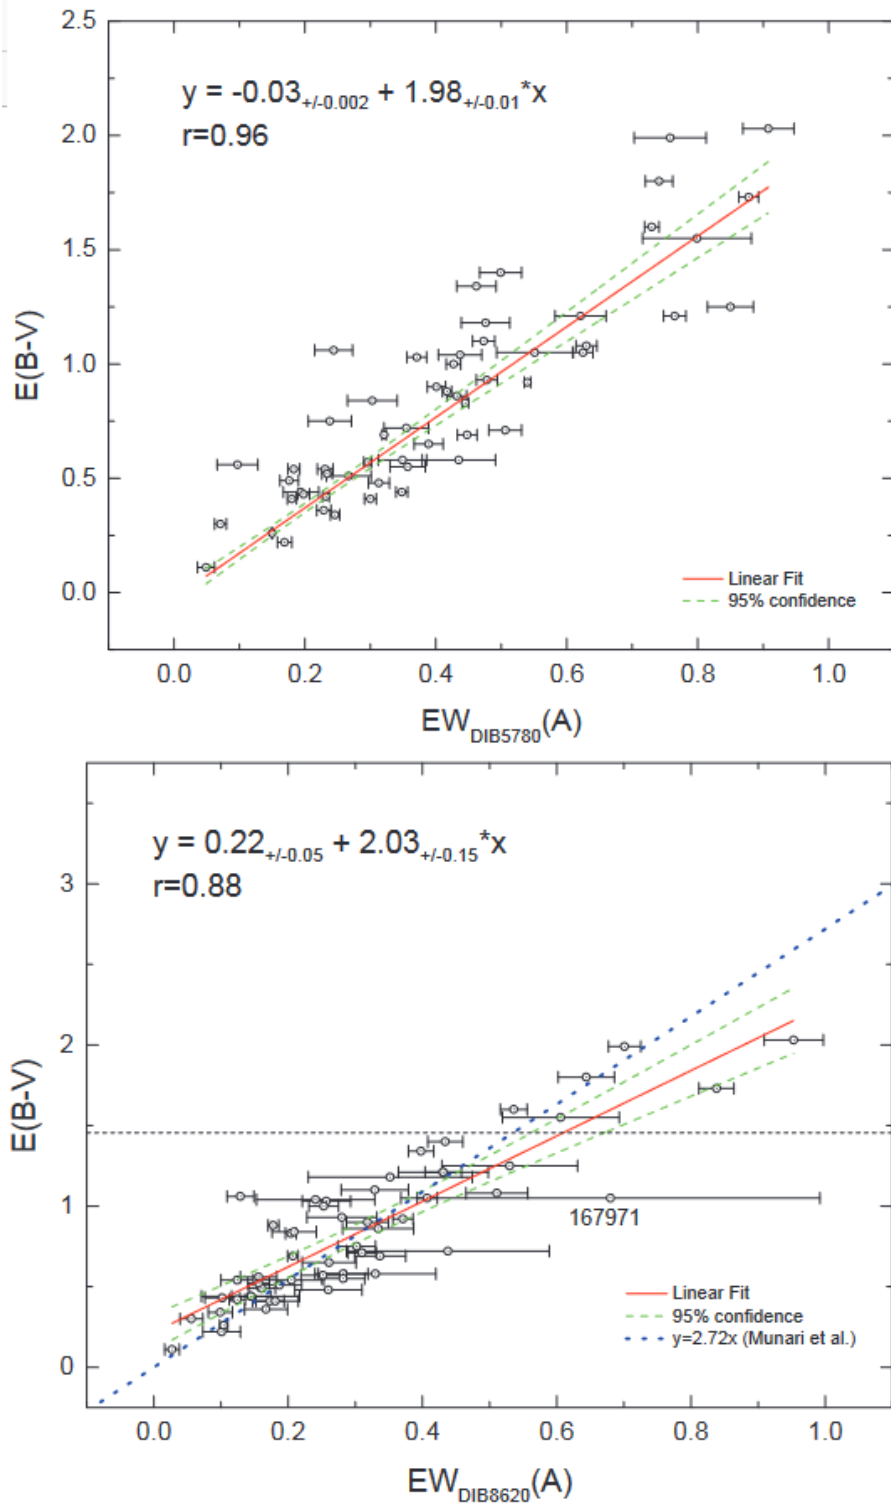 2.5
y = -0.03+/-0.002 + 1.98+/-0.01*x
r=0.96
2.0
1.5
E(B-V)
1.0
0.5
Linear Fit
0.0
95% confidence
0.0 0.2 0.4 0.6 0.8 1.0
EWDIB5780(A)
y = 0.22+/-0.05 + 2.03+/-0.15*x
r=0.88
3
2
E(B-V)
1
167971
Linear Fit
95% confidence
0
y=2.72x (Munari et al.)
0.0 0.2 0.4 0.6 0.8 1.0
EWDIB8620(A)